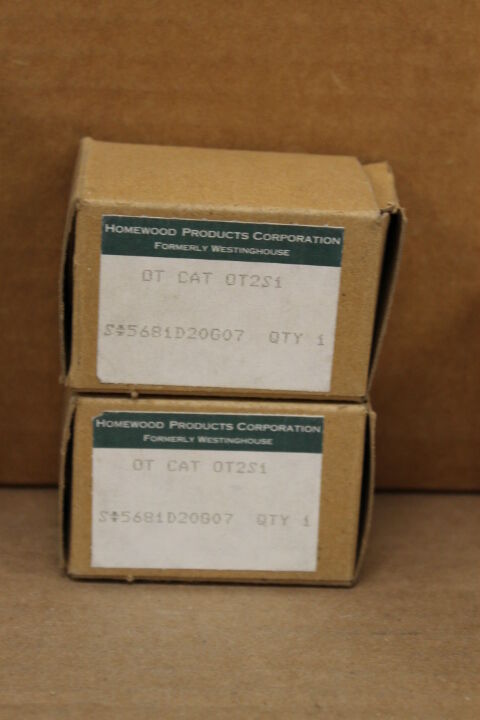 HOMEWOOD PRODUCTS CORPORATION
FORMERLY WESTINGHOUSE
OT CAT OT2S1
S#5681D20G07 QTY 1
HOMEWOOD PRODUCTS CORPORATION
FORMERLY WESTINGHOUSE
OT CAT OT2S1
S#5681D20G07 QTY 1